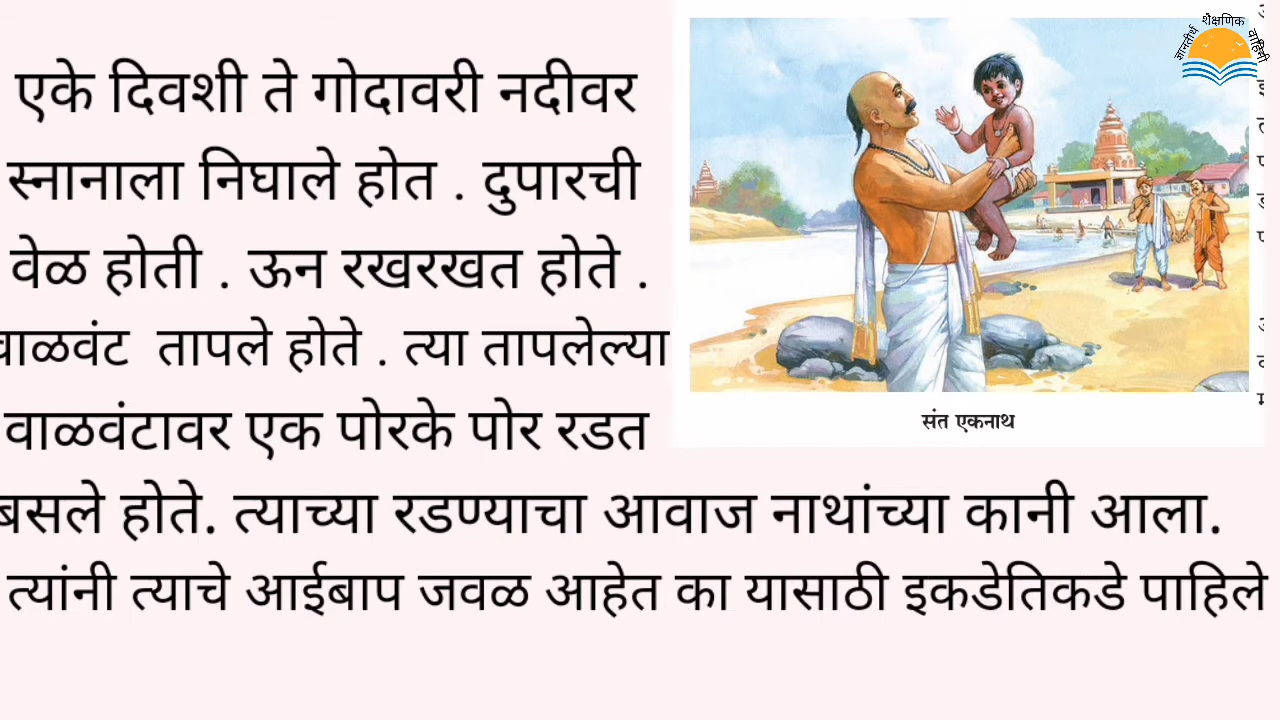 एके दिवशी ते गोदावरी नदीवर
स्नानाला निघाले होत . दुपारची
वेळ होती . ऊन रखरखत होते .
वाळवंट तापले होते . त्या तापलेल्या
वाळवंटावर एक पोरके पोर रडत
बसले होते. त्याच्या रडण्याचा आवाज नाथांच्या कानी आला.
त्यांनी त्याचे आईबाप जवळ आहेत का यासाठी इकडेतिकडे पाहिले
संत एकनाथ
ज्ञानतीर्थ शैक्षणिक वाहिनी